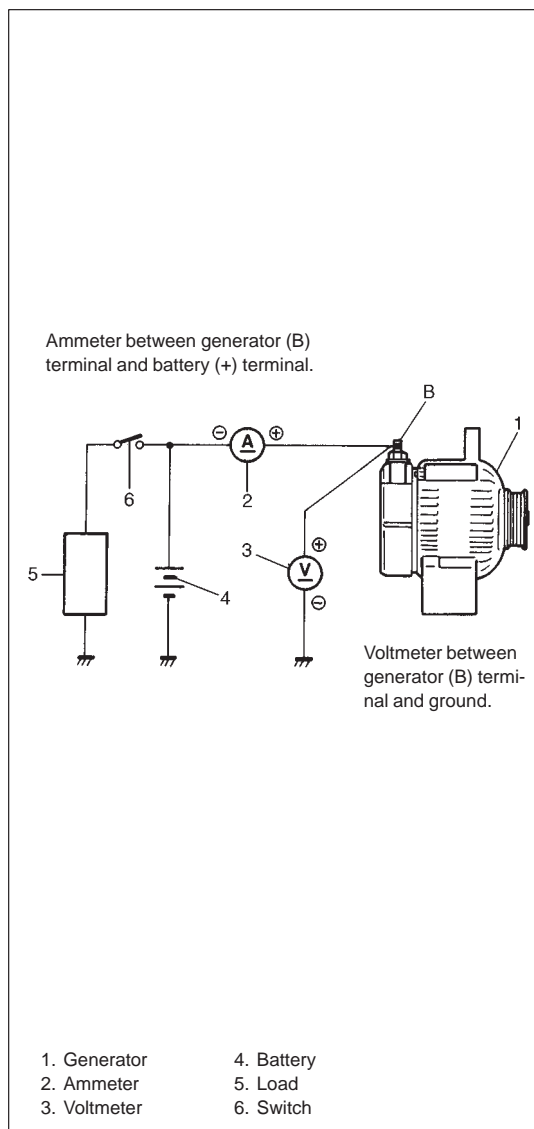 Ammeter between generator (B)
terminal and battery (+) terminal.
B
1
⊖ A ⊕
6
2
3
⊕
V
⊖
5
4
Voltmeter between
generator (B) termi-
nal and ground.
1. Generator
2. Ammeter
3. Voltmeter
4. Battery
5. Load
6. Switch